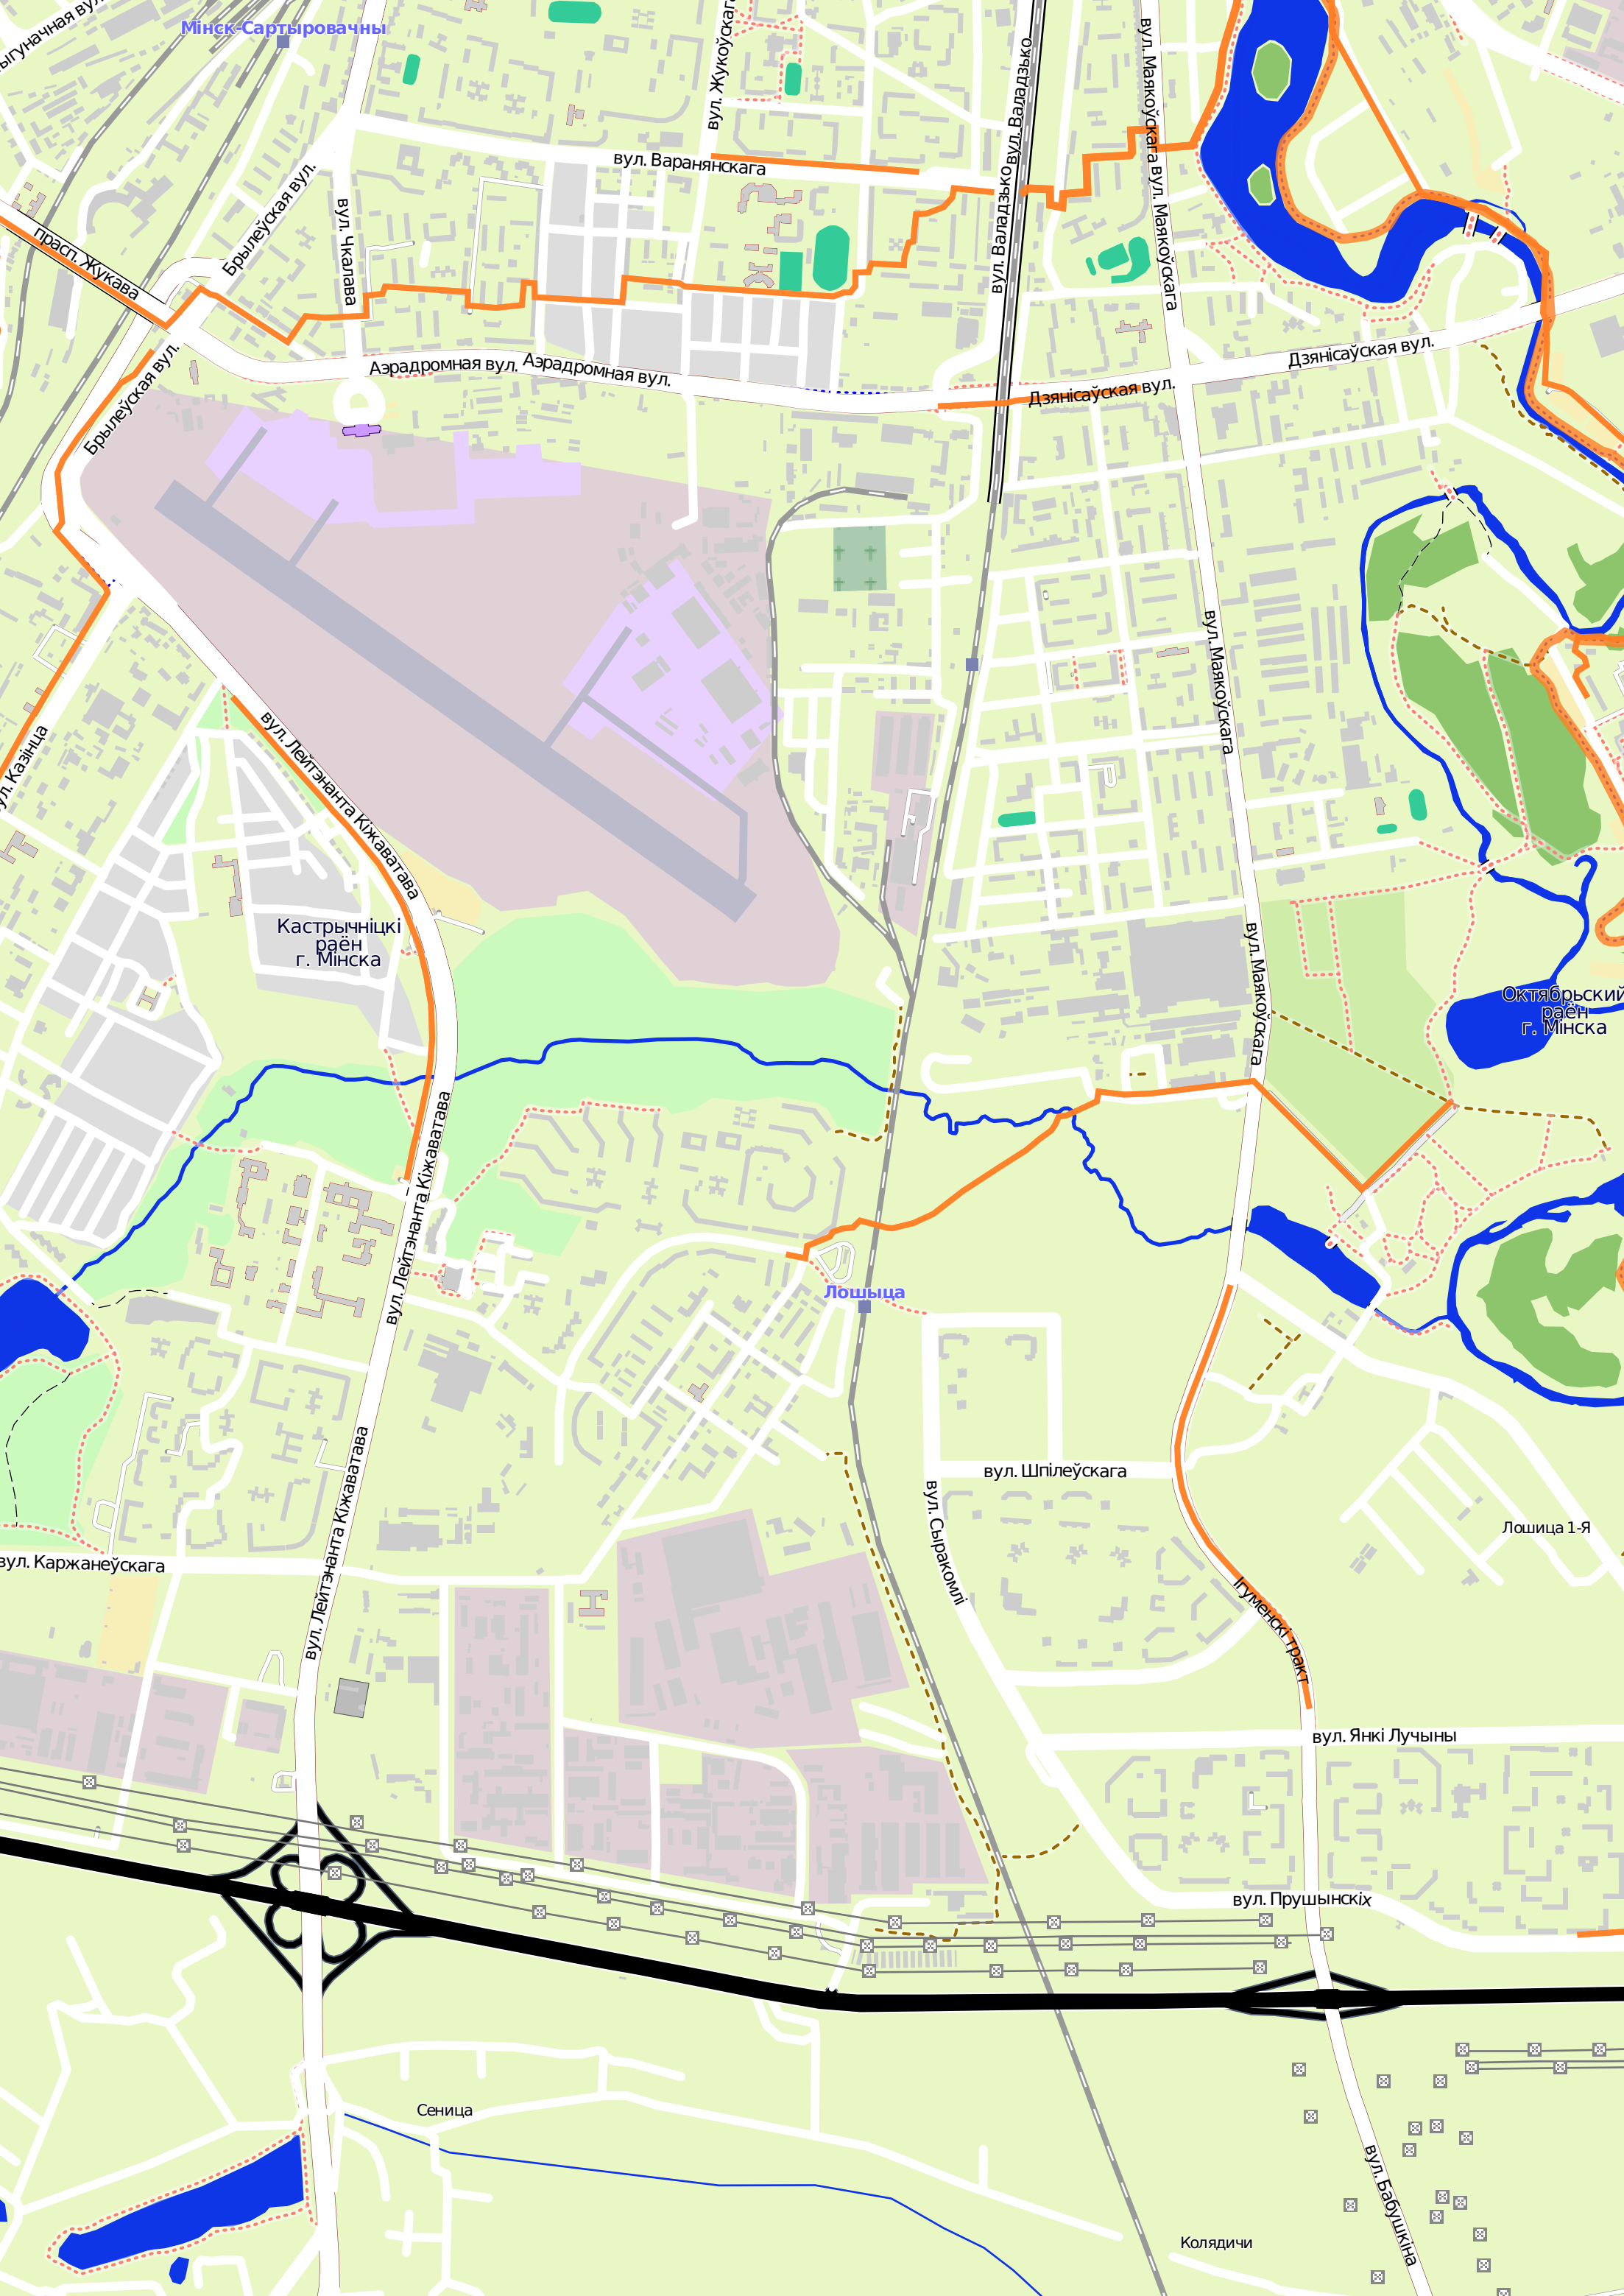 Мінск-Сартыровачны
вул. Жукоўскага
вул. Валадзько
вул. Валадзько
вул. Маякоўскага
вул. Маякоўскага
вул. Варанянскага
Брылеўская вул.
вул. Чкалава
прасп. Жукава
Брылеўская вул.
Аэрадромная вул.
Аэрадромная вул.
Дзянісаўская вул.
Дзянісаўская вул.
вул. Маякоўскага
вул. Казінца
вул. Лейтэнанта Кіжаватава
Кастрычніцкі
раён
г. Мінска
вул. Маякоўскага
Октябрьский
раён
г. Мінска
вул. Лейтэнанта Кіжаватава
Лошыца
вул. Лейтэнанта Кіжаватава
вул. Шпілеўскага
вул. Сыракомлі
Лошица 1-Я
вул. Каржанеўскага
Ігуменскі тракт
вул. Янкі Лучыны
вул. Прушынскіх
Сеница
вул. Бабушкіна
Колядичи